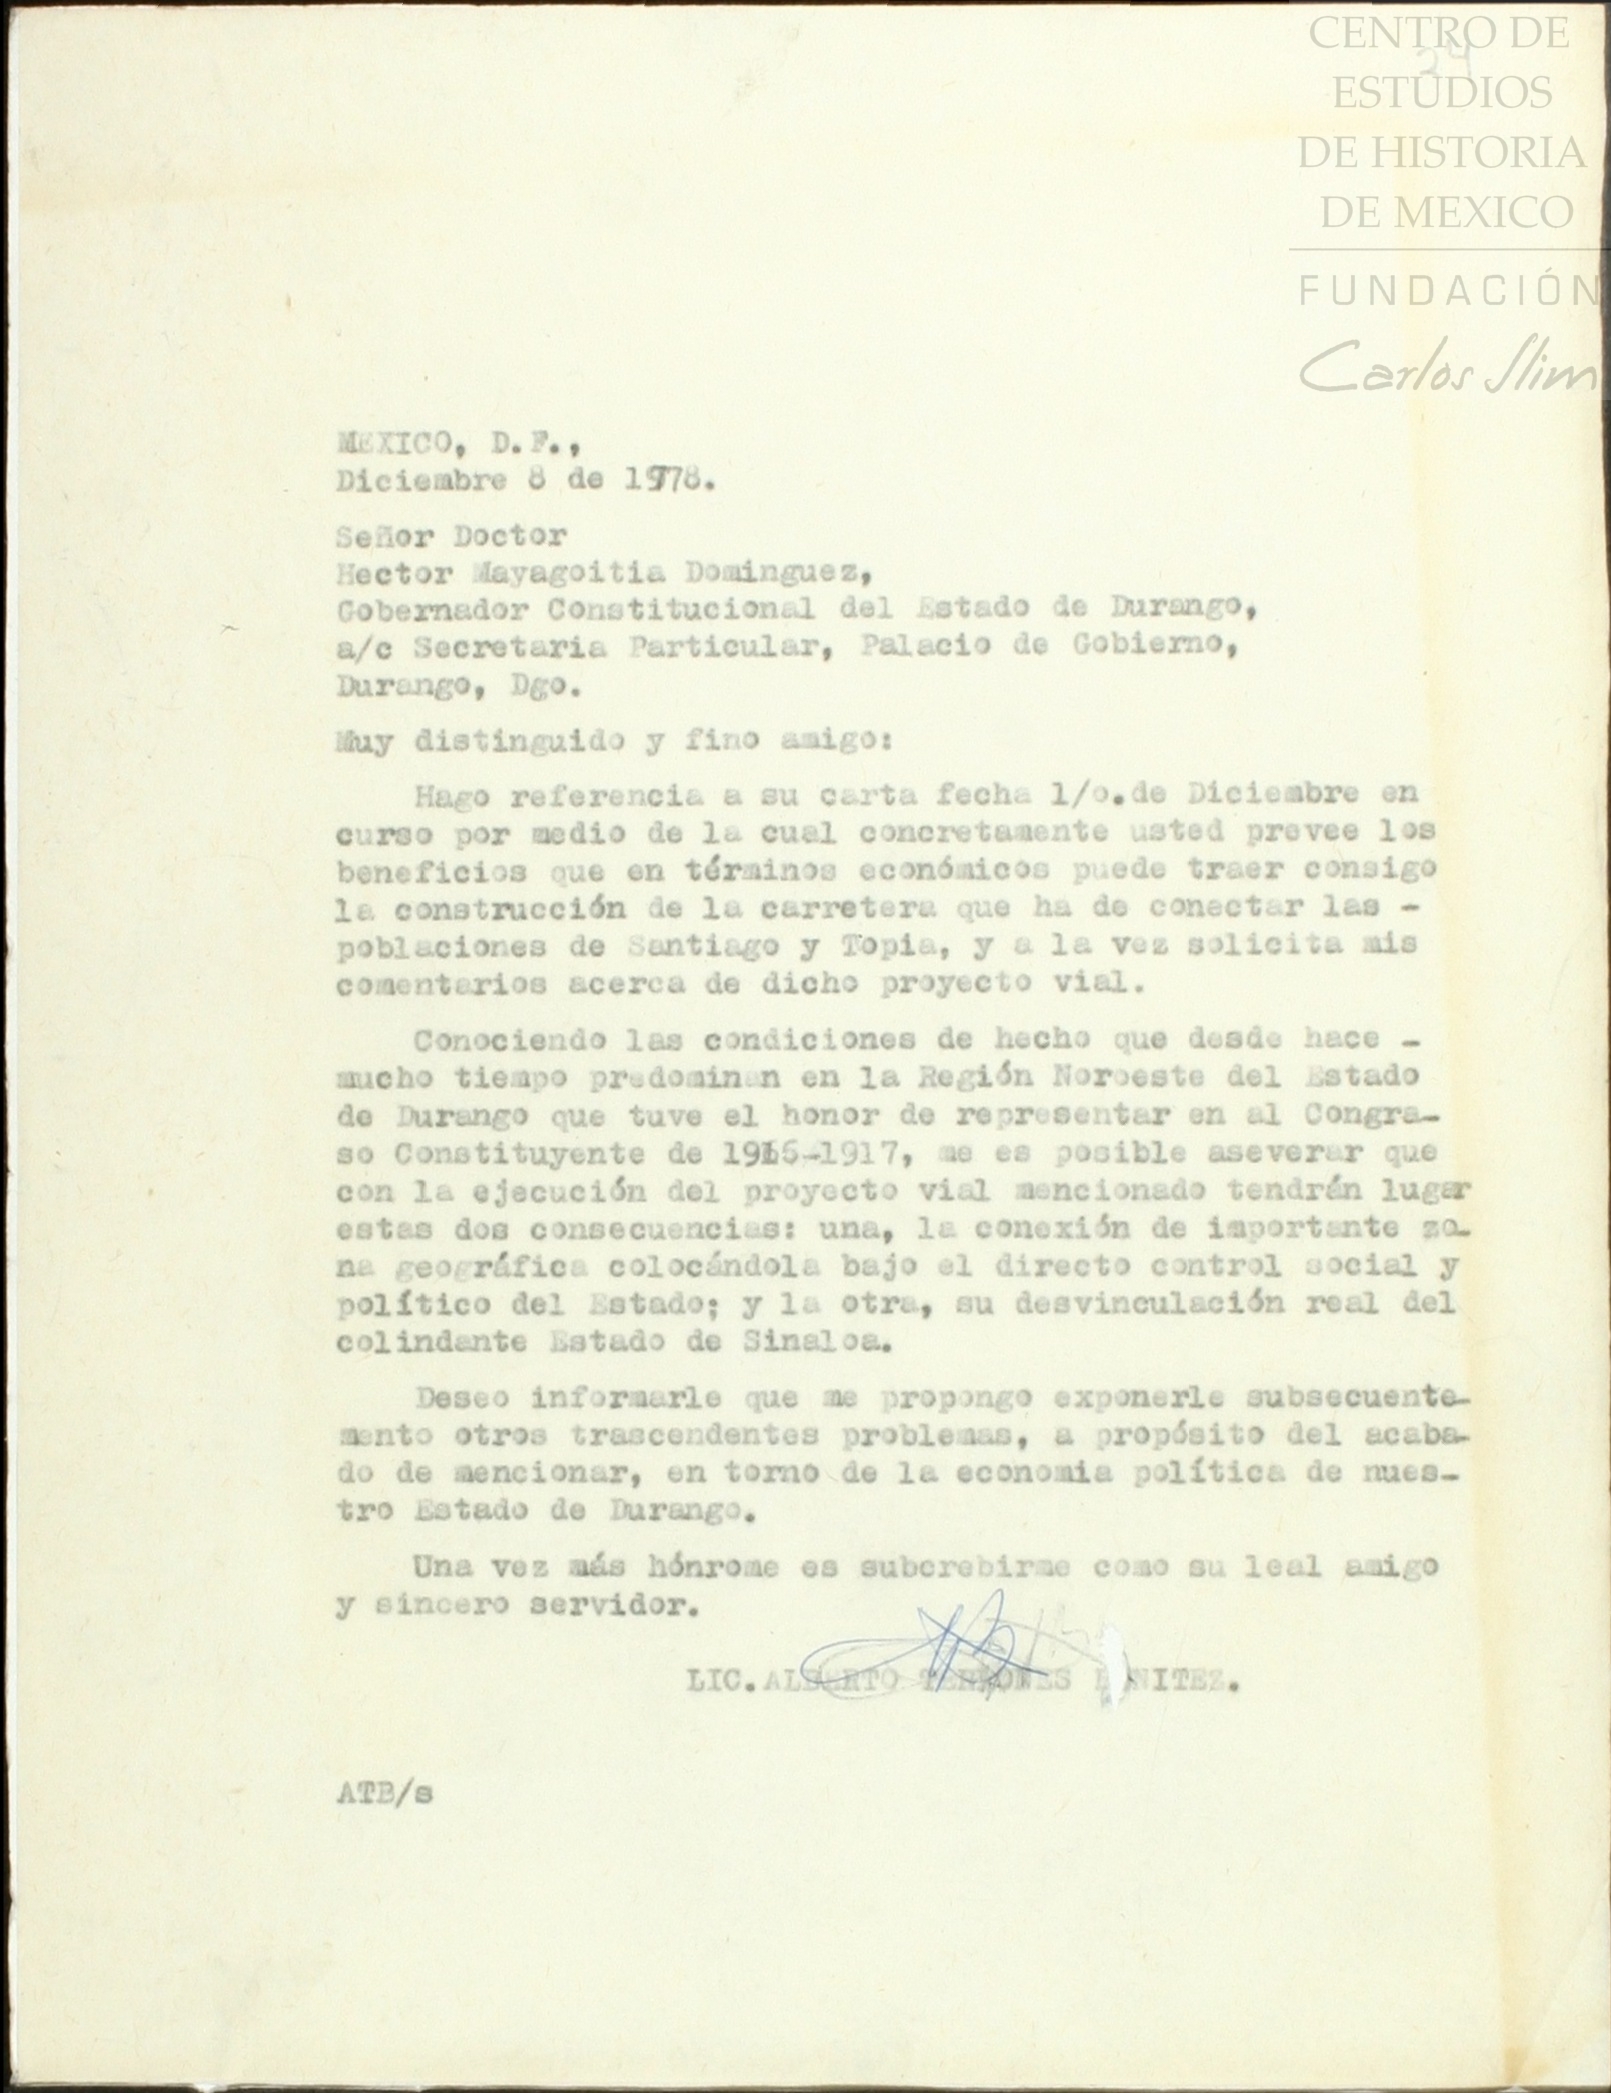 CENTRO DE
ESTUDIOS
DE HISTORIA
DE MEXICO
FUNDACIÓN
Carlos Slim
24
MEXICO, D.F.,
Diciembre 8 de 1978.
Señor Doctor
Hector Mayagoitia Dominguez,
Gobernador Constitucional del Estado de Durango,
a/c Secretaria Particular, Palacio de Gobierno,
Durango, Dgo.
Muy distinguido y fino amigo:
Hago referencia a su carta fecha 1/o.de Diciembre en
curso por medio de la cual concretamente usted prevee los
beneficios que en términos económicos puede traer consigo
la construcción de la carretera que ha de conectar las -
poblaciones de Santiago y Topia, y a la vez solicita mis
comentarios acerca de dicho proyecto vial.
Conociendo las condiciones de hecho que desde hace -
mucho tiempo predominan en la Región Noroeste del Estado
de Durango que tuve el honor de representar en al Congra-
so Constituyente de 1916-1917, me es posible aseverar que
con la ejecución del proyecto vial mencionado tendrán lugar
estas dos consecuencias: una, la conexión de importante zo-
na geográfica colocándola bajo el directo control social y
político del Estado; y la otra, su desvinculación real del
colindante Estado de Sinaloa.
Deseo informarle que me propongo exponerle subsecuente-
mento otros trascendentes problemas, a propósito del acaba-
do de mencionar, en torno de la economia política de nues-
tro Estado de Durango.
Una vez más hónrome es subcrebirme como su leal amigo
y sincero servidor.
LIC. ALBERTO TERRONES BENITEZ.
ATB/s